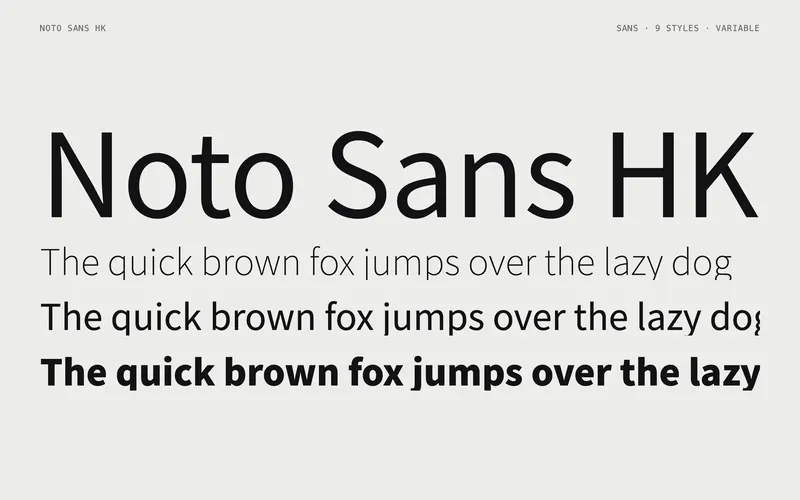 NOTO SANS HK
SANS · 9 STYLES · VARIABLE
Noto Sans HK
The quick brown fox jumps over the lazy dog
The quick brown fox jumps over the lazy dog
The quick brown fox jumps over the lazy